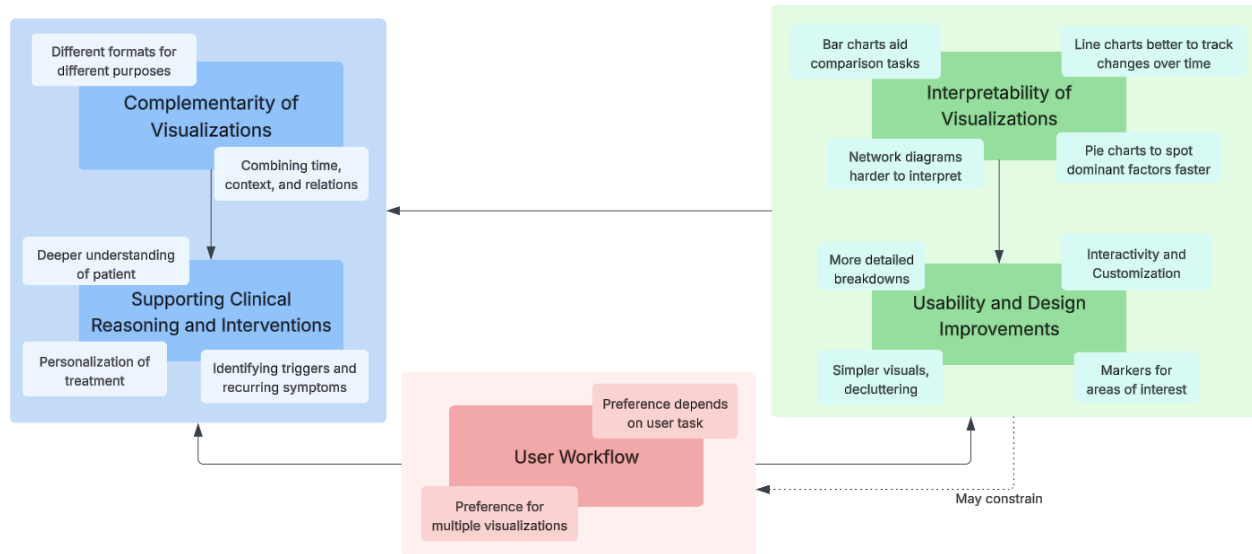 Different formats for
different purposes
Complementarity of
Visualizations
Combining time,
context, and relations
Deeper understanding
of patient
Supporting Clinical
Reasoning and Interventions
Personalization of
treatment
Identifying triggers and
recurring symptoms
Bar charts aid
comparison tasks
Line charts better to track
changes over time
Interpretability of
Visualizations
Network diagrams
harder to interpret
Pie charts to spot
dominant factors faster
More detailed
breakdowns
Interactivity and
Customization
Usability and Design
Improvements
Simpler visuals,
decluttering
Markers for
areas of interest
Preference depends
on user task
User Workflow
Preference for
multiple visualizations
May constrain